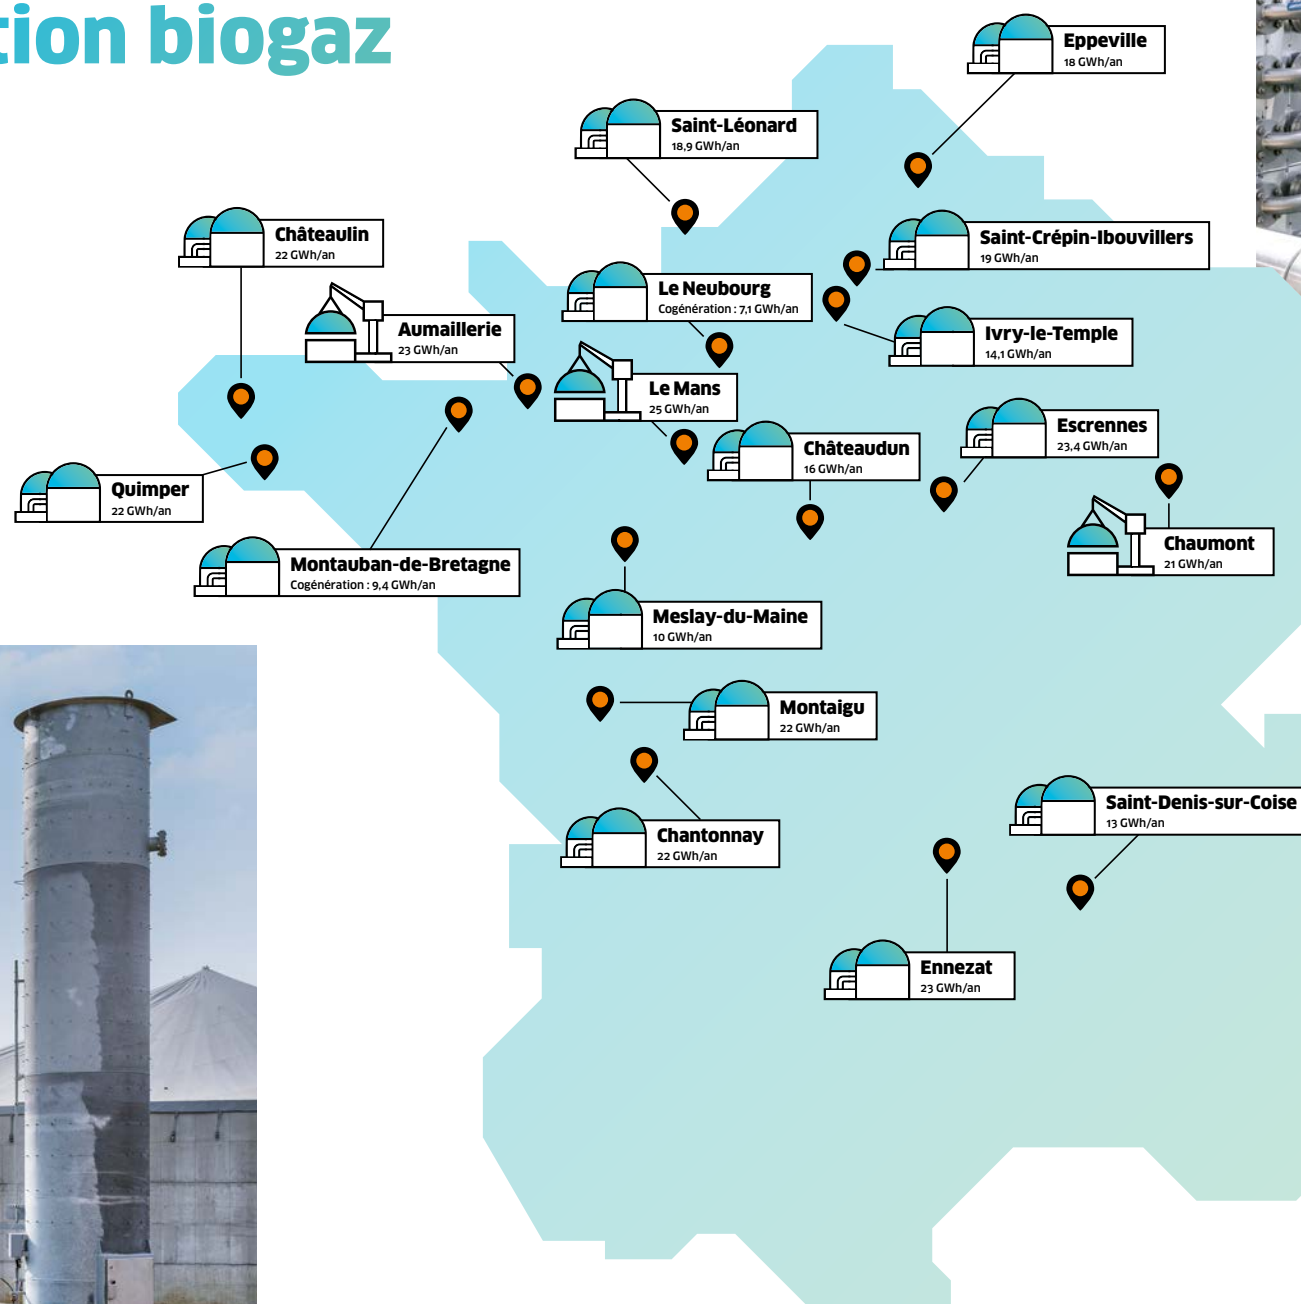 tion biogaz
Eppeville
18 GWh/an
Saint-Léonard
18,9 GWh/an
Châteaulin
22 GWh/an
Saint-Crépin-Ibouvillers
19 GWh/an
Le Neubourg
Cogénération : 7,1 GWh/an
Aumaillerie
23 GWh/an
Ivry-le-Temple
14,1 GWh/an
Le Mans
25 GWh/an
Escrennes
23,4 GWh/an
Châteaudun
16 GWh/an
Quimper
22 GWh/an
Chaumont
21 GWh/an
Montauban-de-Bretagne
Cogénération : 9,4 GWh/an
Meslay-du-Maine
10 GWh/an
Montaigu
22 GWh/an
Saint-Denis-sur-Coise
13 GWh/an
Chantonnay
22 GWh/an
Ennezat
23 GWh/an